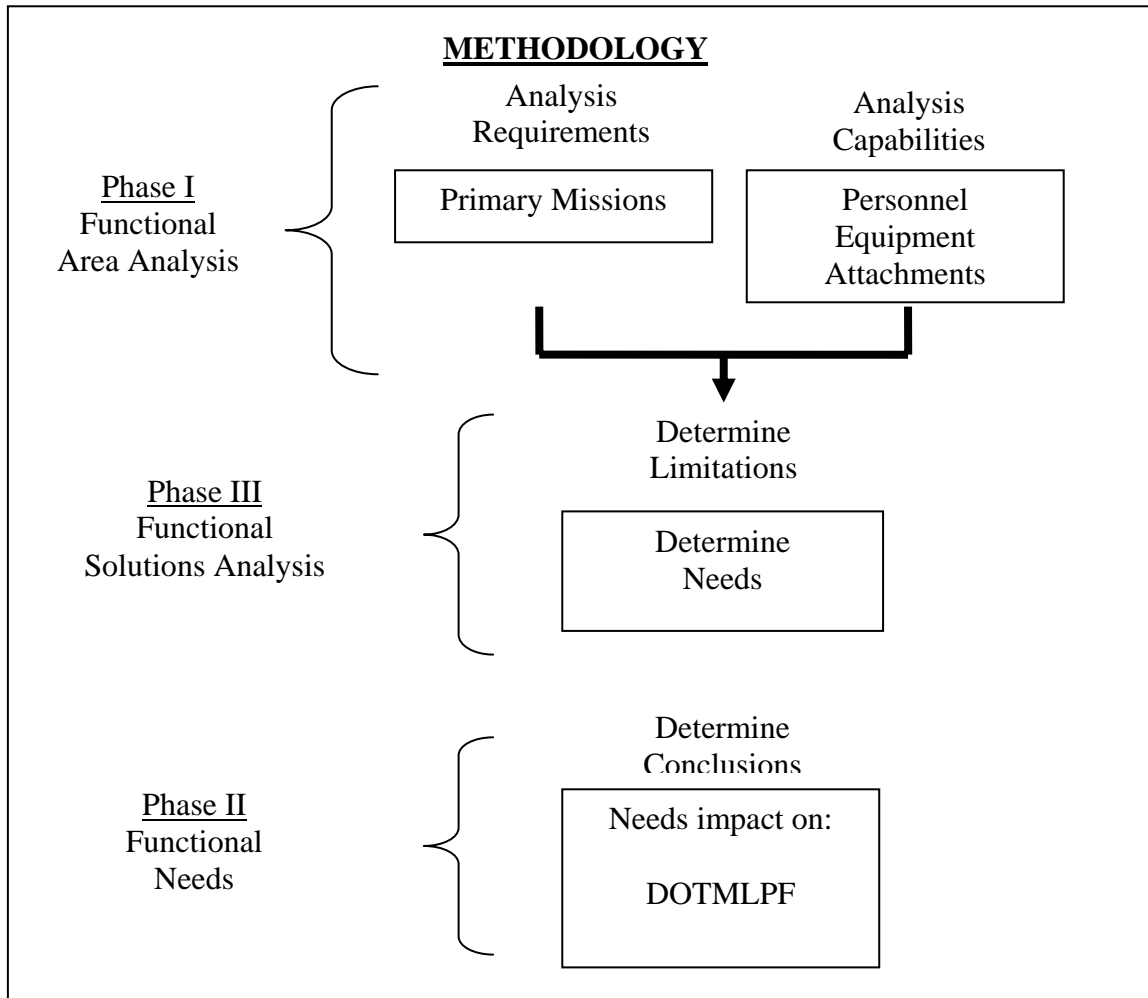 METHODOLOGY
Analysis
Requirements
Analysis
Capabilities
Phase I
Functional
Area Analysis
Primary Missions
Personnel
Equipment
Attachments
Phase III
Functional
Solutions Analysis
Determine
Limitations
Determine
Needs
Phase II
Functional
Needs
Determine
Conclusions
Needs impact on:
DOTMLPF